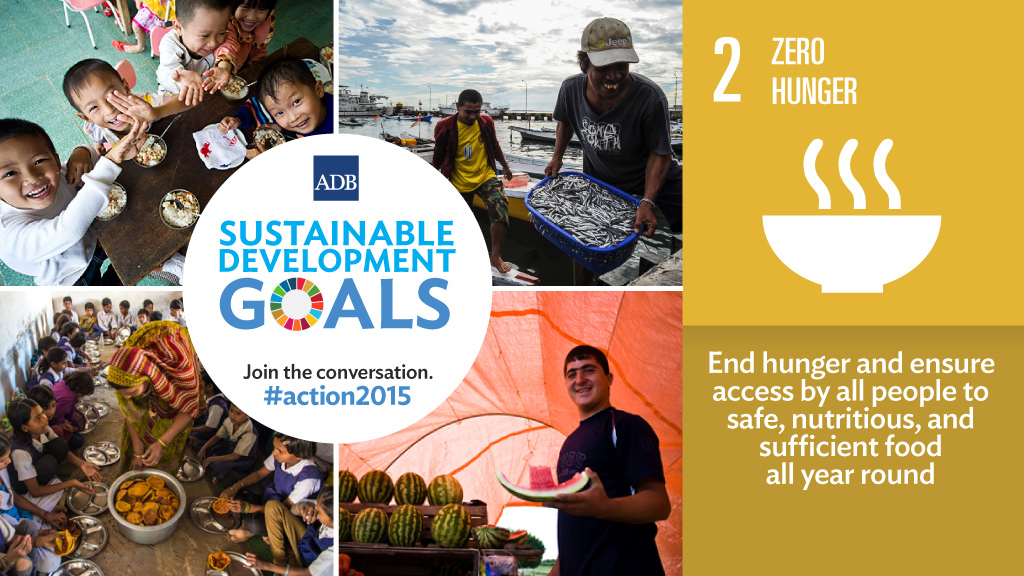 ADB
SUSTAINABLE
DEVELOPMENT
GOALS
Join the conversation.
#action2015
Jeep
2 ZERO
HUNGER
End hunger and ensure
access by all people to
safe, nutritious, and
sufficient food
all year round